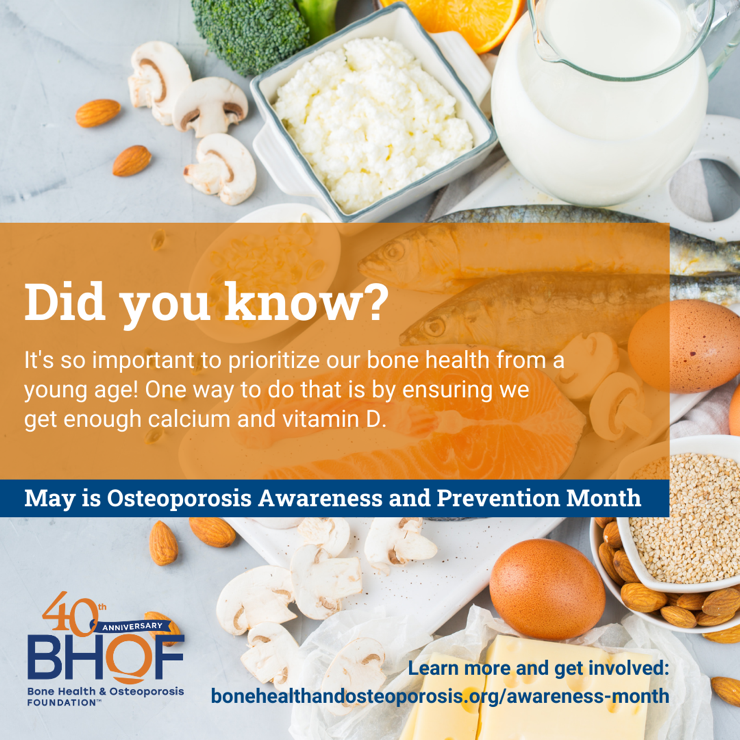 Did you know?
It's so important to prioritize our bone health from a
young age! One way to do that is by ensuring we
get enough calcium and vitamin D.
May is Osteoporosis Awareness and Prevention Month
40th
ANNIVERSARY
BHOF
Bone Health & Osteoporosis
FOUNDATION™
Learn more and get involved:
bonehealthandosteoporosis.org/awareness-month